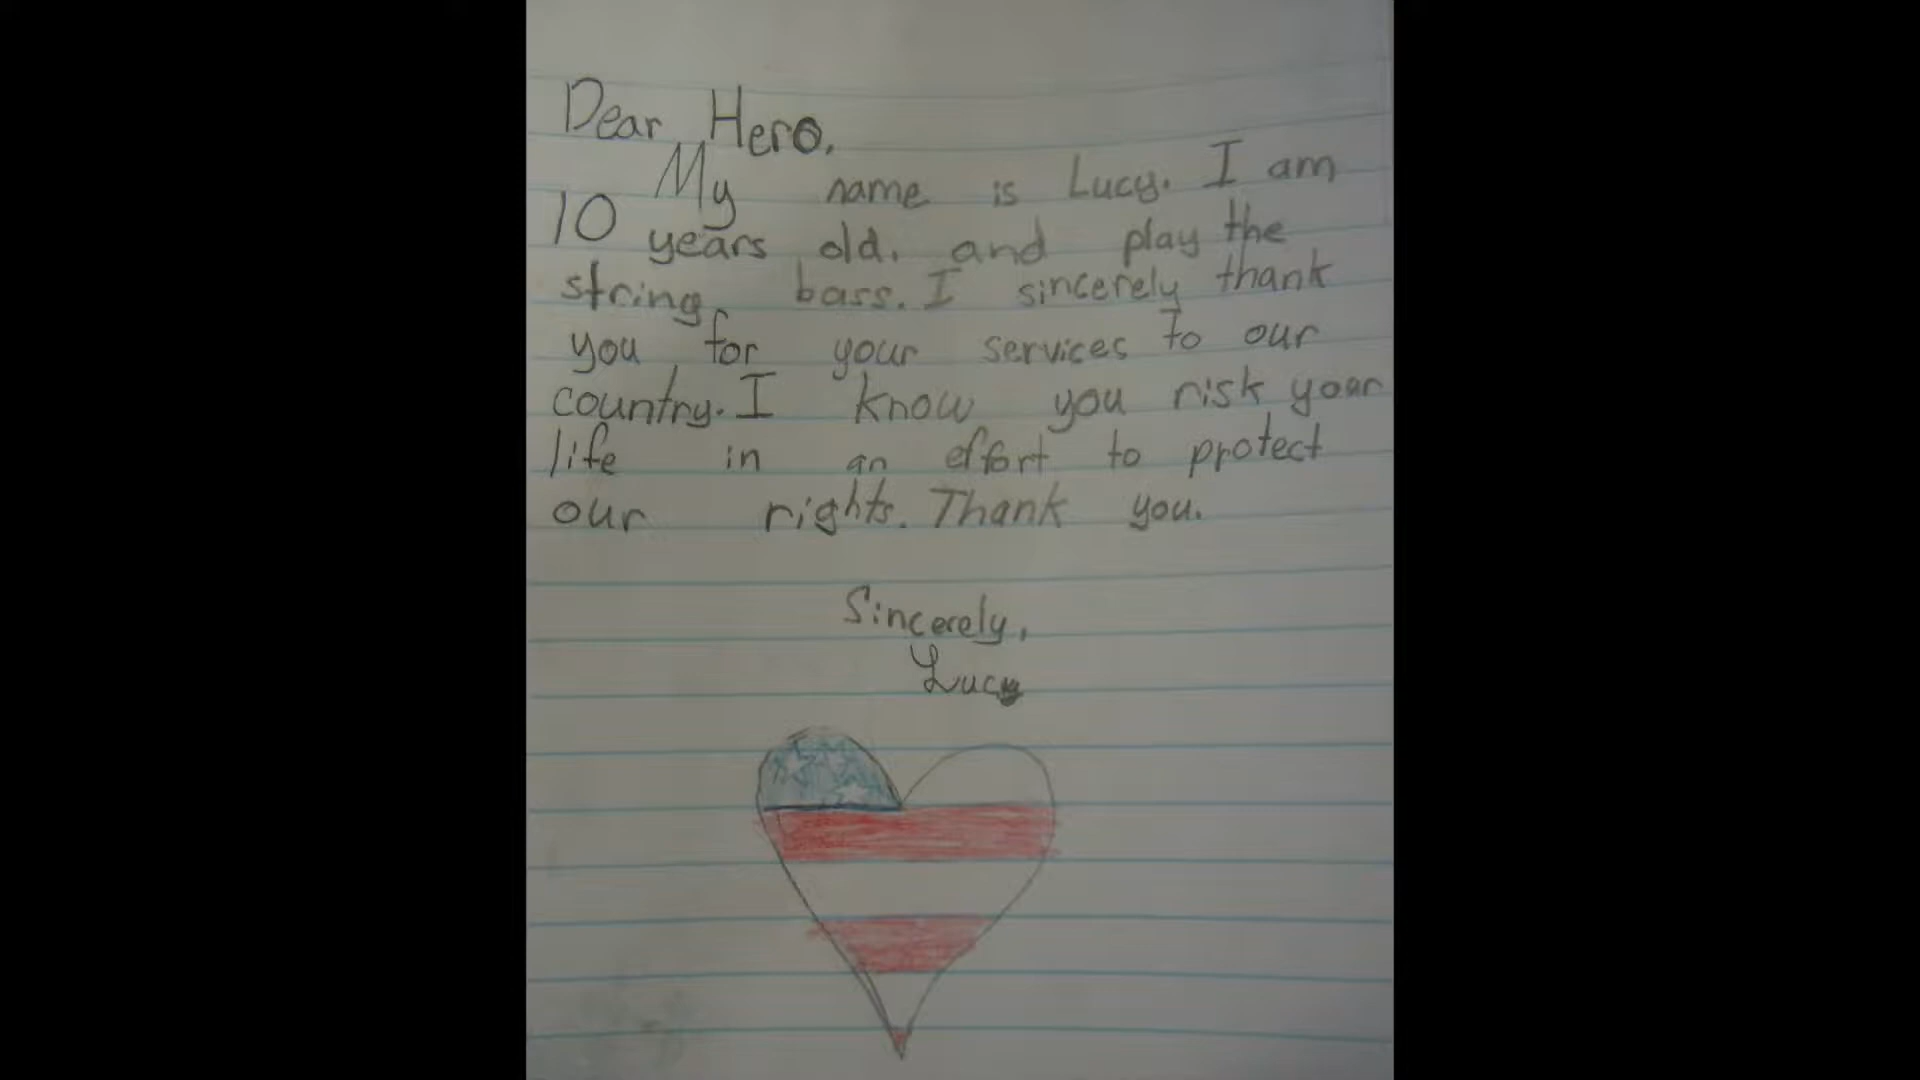 Dear Hero,
My name is Lucy. I am
10 years old. and play the
string bass. I sincerely thank
you for your services to our
country. I know you risk your
life in an effort to protect
our rights. Thank you.
Sincerely,
Lucy